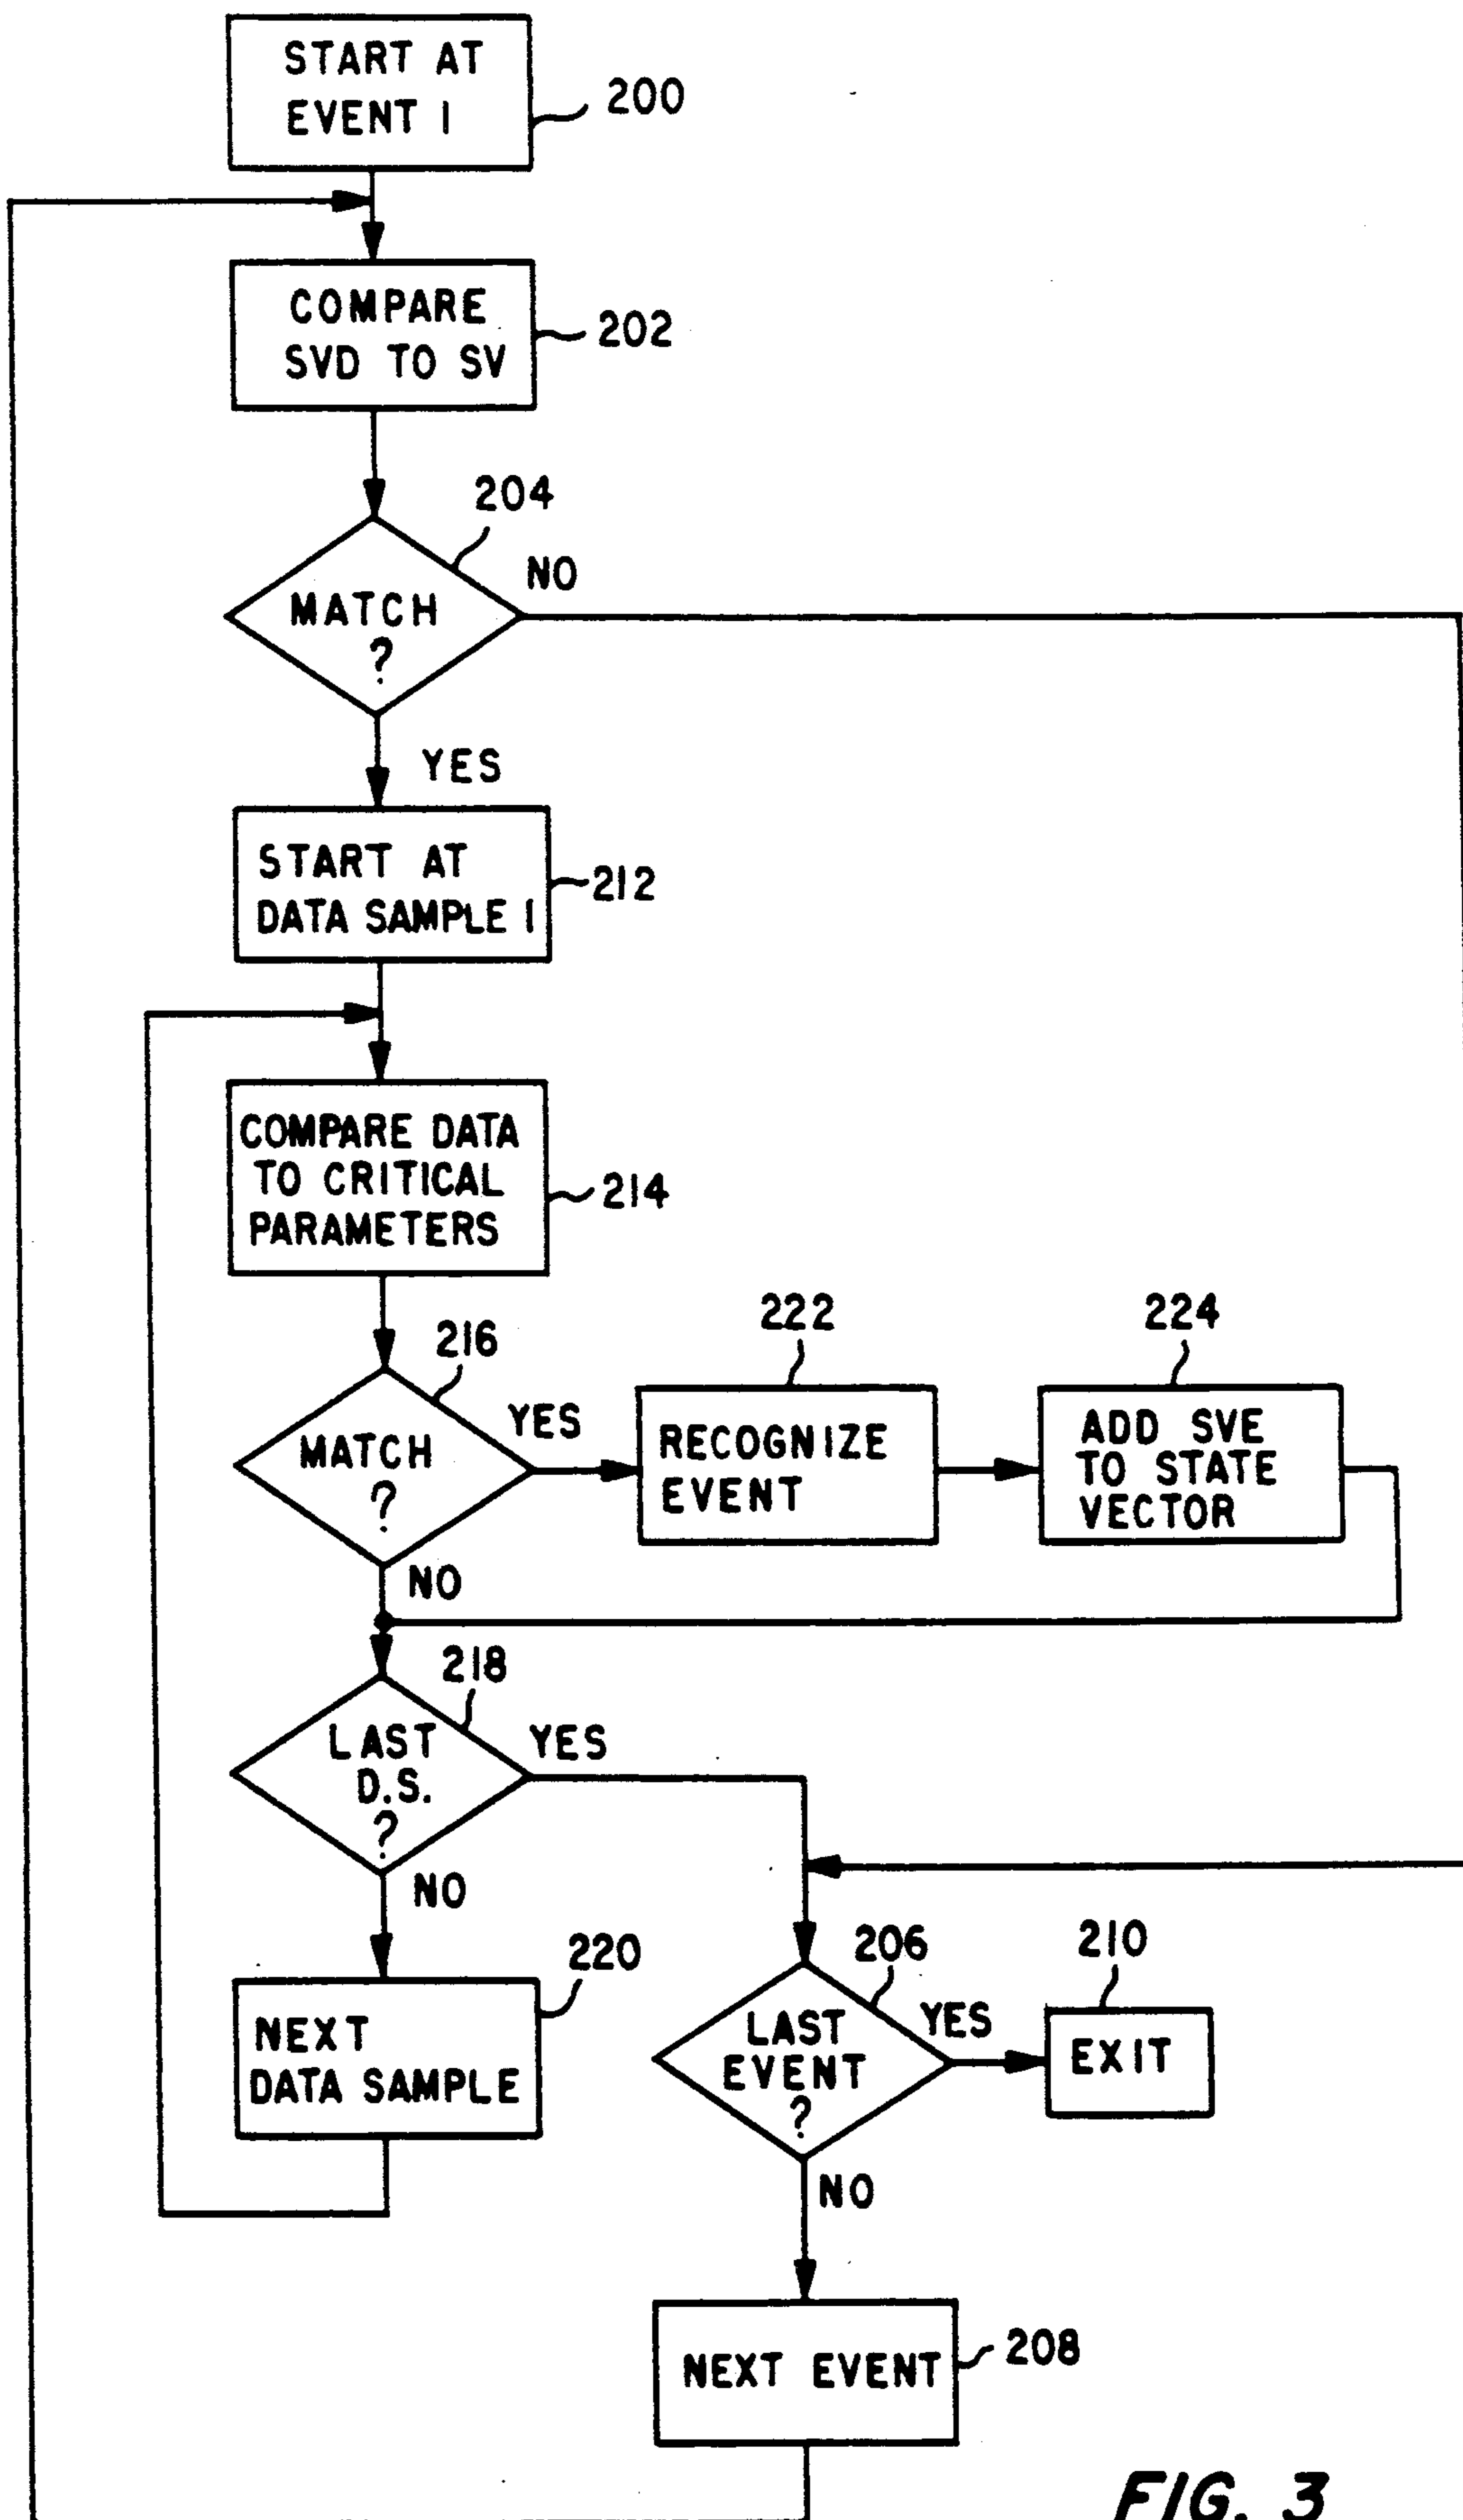 START AT
EVENT 1
200
COMPARE
SVD TO SV
202
204
MATCH
?
NO
YES
START AT
DATA SAMPLE 1
212
COMPARE DATA
TO CRITICAL
PARAMETERS
214
216
MATCH
?
YES
NO
222
RECOGNIZE
EVENT
224
ADD SVE
TO STATE
VECTOR
218
LAST
D.S.
?
YES
NO
220
NEXT
DATA SAMPLE
206
LAST
EVENT
?
YES
NO
210
EXIT
NEXT EVENT
208
FIG. 3